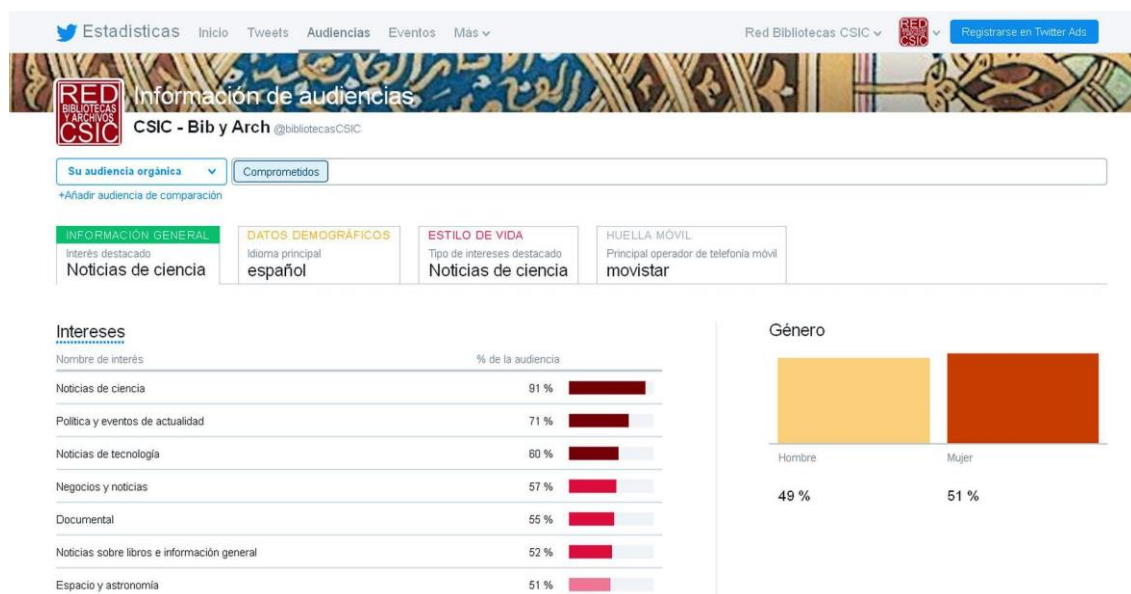 Estadísticas Inicio Tweets Audiencias Eventos Más Red Bibliotecas CSIC RED BIBLIOTECAS Y ARCHIVOS CSIC Registrarse en Twitter Ads
RED BIBLIOTECAS Y ARCHIVOS CSIC
Información de audiencias
CSIC - Bib y Arch @bibliotecasCSIC
Su audiencia orgánica Comprometidos
+Añadir audiencia de comparación
INFORMACIÓN GENERAL DATOS DEMOGRÁFICOS ESTILO DE VIDA HUELLA MÓVIL
Interés destacado Idioma principal Tipo de intereses destacado Principal operador de telefonía móvil
Noticias de ciencia español Noticias de ciencia movistar
Intereses Género
Nombre de interés % de la audiencia
Noticias de ciencia 91 %
Política y eventos de actualidad 71 %
Noticias de tecnología 60 %
Hombre Mujer
Negocios y noticias 57 %
49 % 51 %
Documental 55 %
Noticias sobre libros e información general 52 %
Espacio y astronomía 51 %